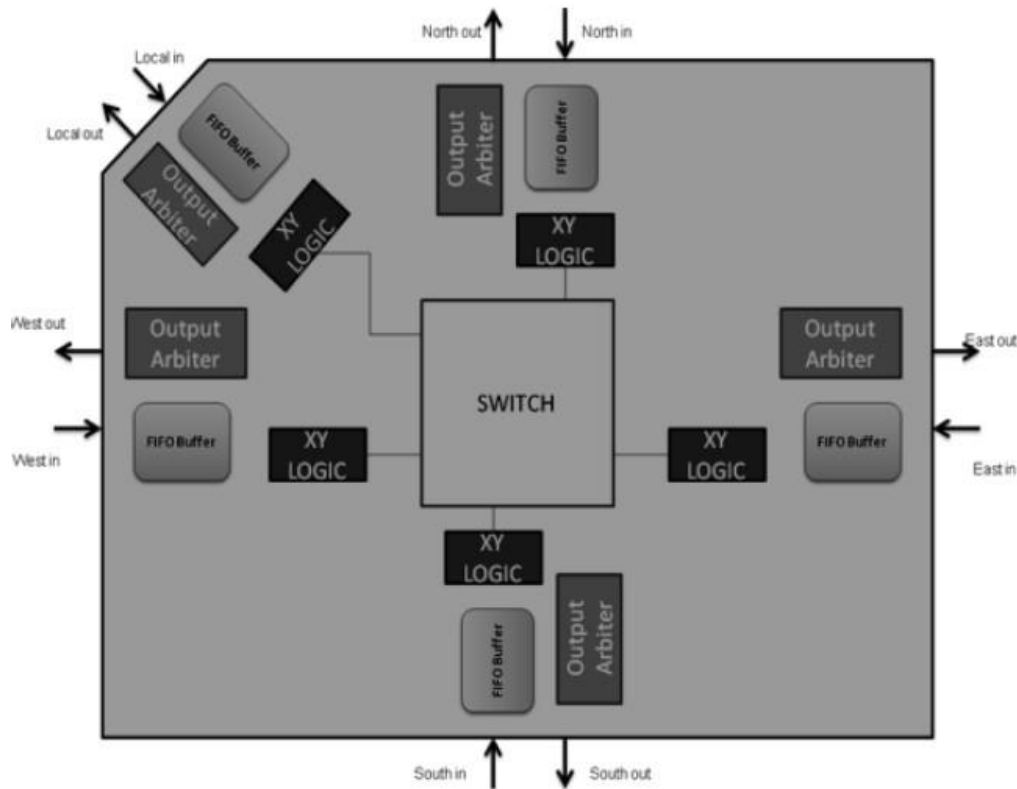 North out
North in
Local in
Local out
FIFO Buffer
Output
Arbiter
XY
LOGIC
Output
Arbiter
FIFO Buffer
XY
LOGIC
West out
Output
Arbiter
Output
Arbiter
East out
SWITCH
West in
FIFO Buffer
XY
LOGIC
XY
LOGIC
FIFO Buffer
East in
XY
LOGIC
FIFO Buffer
Output
Arbiter
South in
South out